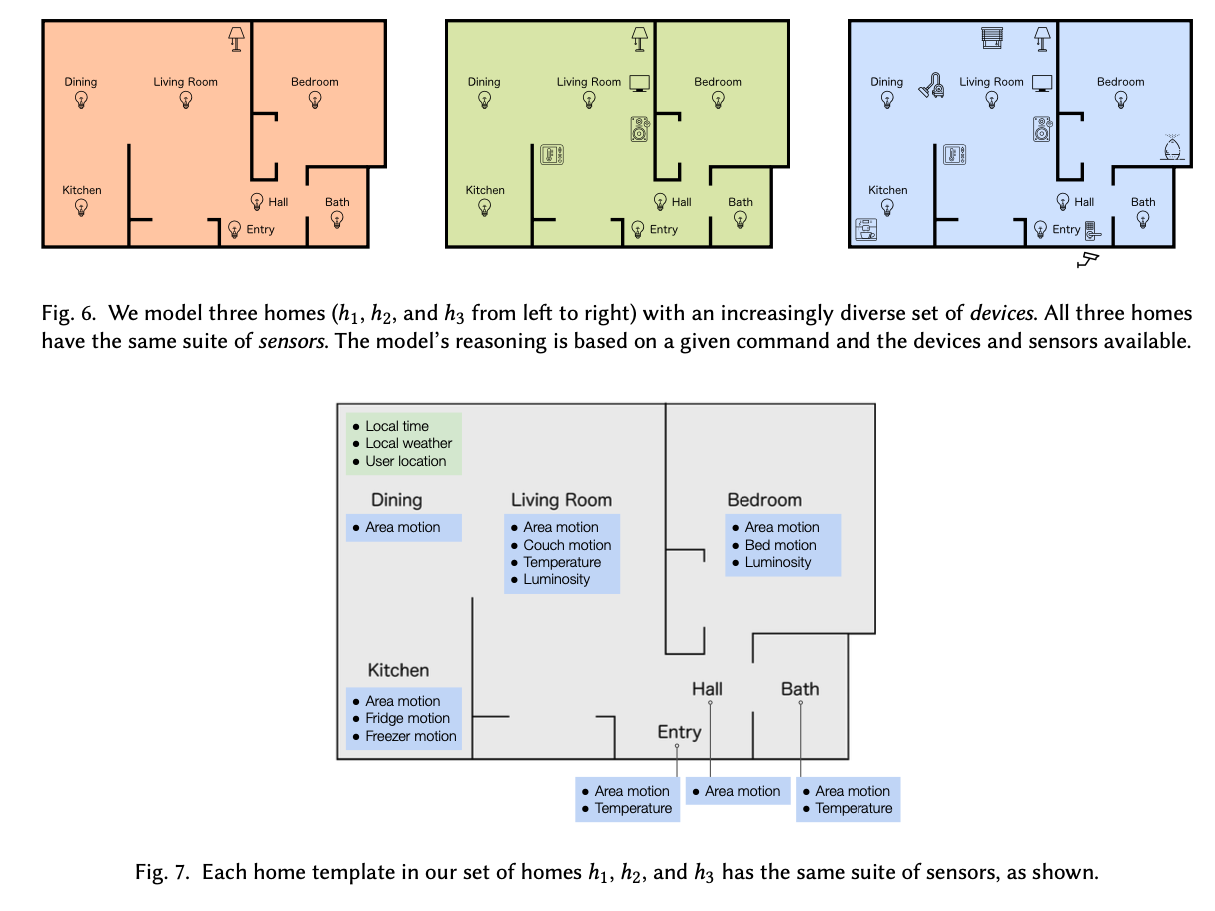 Dining
Living Room
Bedroom
Kitchen
Hall
Bath
Entry
Dining
Living Room
Bedroom
Kitchen
Hall
Bath
Entry
Dining
Living Room
Bedroom
Kitchen
Hall
Bath
Entry
Fig. 6. We model three homes (h₁, h₂, and h₃ from left to right) with an increasingly diverse set of devices. All three homes
have the same suite of sensors. The model’s reasoning is based on a given command and the devices and sensors available.
• Local time
• Local weather
• User location
Dining
• Area motion
Living Room
• Area motion
• Couch motion
• Temperature
• Luminosity
Bedroom
• Area motion
• Bed motion
• Luminosity
Kitchen
• Area motion
• Fridge motion
• Freezer motion
Hall
Bath
Entry
• Area motion
• Temperature
• Area motion
• Area motion
• Temperature
Fig. 7. Each home template in our set of homes h₁, h₂, and h₃ has the same suite of sensors, as shown.